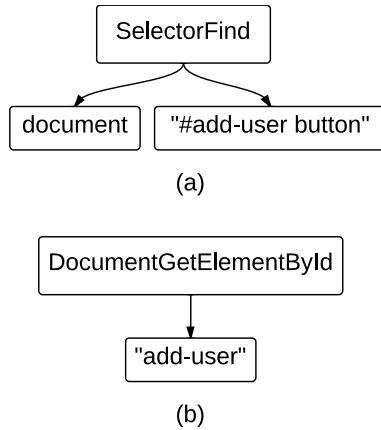 SelectorFind
document
"#add-user button"
(a)
DocumentGetElementById
"add-user"
(b)